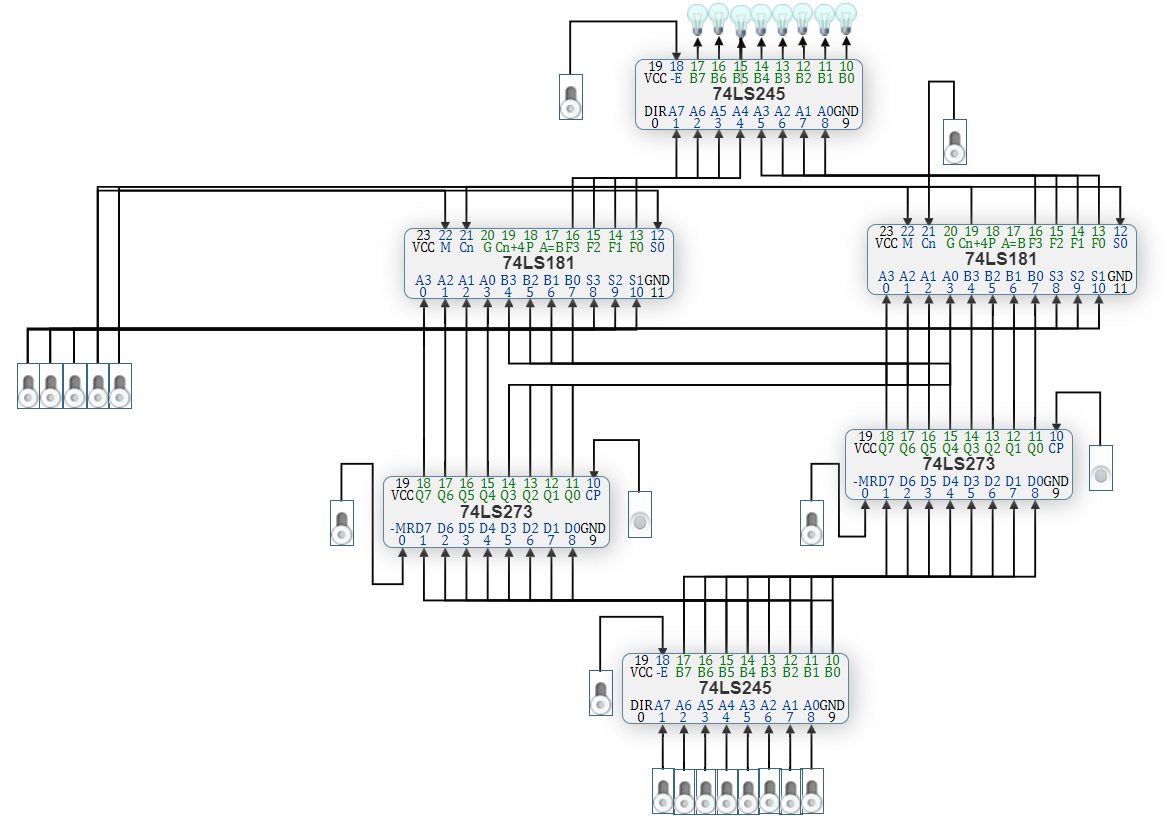 19 18 17 16 15 14 13 12 11 10
VCC -E B7 B6 B5 B4 B3 B2 B1 B0
74LS245
DIR A7 A6 A5 A4 A3 A2 A1 A0 GND
0 1 2 3 4 5 6 7 8 9
23 22 21 20 19 18 17 16 15 14 13 12
VCC M Cn G Cn+4 P A=B F3 F2 F1 F0 S0
74LS181
A3 A2 A1 A0 B3 B2 B1 B0 S3 S2 S1 GND
0 1 2 3 4 5 6 7 8 9 10 11
23 22 21 20 19 18 17 16 15 14 13 12
VCC M Cn G Cn+4 P A=B F3 F2 F1 F0 S0
74LS181
A3 A2 A1 A0 B3 B2 B1 B0 S3 S2 S1 GND
0 1 2 3 4 5 6 7 8 9 10 11
19 18 17 16 15 14 13 12 11 10
VCC Q7 Q6 Q5 Q4 Q3 Q2 Q1 Q0 CP
74LS273
-MR D7 D6 D5 D4 D3 D2 D1 D0 GND
0 1 2 3 4 5 6 7 8 9
19 18 17 16 15 14 13 12 11 10
VCC Q7 Q6 Q5 Q4 Q3 Q2 Q1 Q0 CP
74LS273
-MR D7 D6 D5 D4 D3 D2 D1 D0 GND
0 1 2 3 4 5 6 7 8 9
19 18 17 16 15 14 13 12 11 10
VCC -E B7 B6 B5 B4 B3 B2 B1 B0
74LS245
DIR A7 A6 A5 A4 A3 A2 A1 A0 GND
0 1 2 3 4 5 6 7 8 9